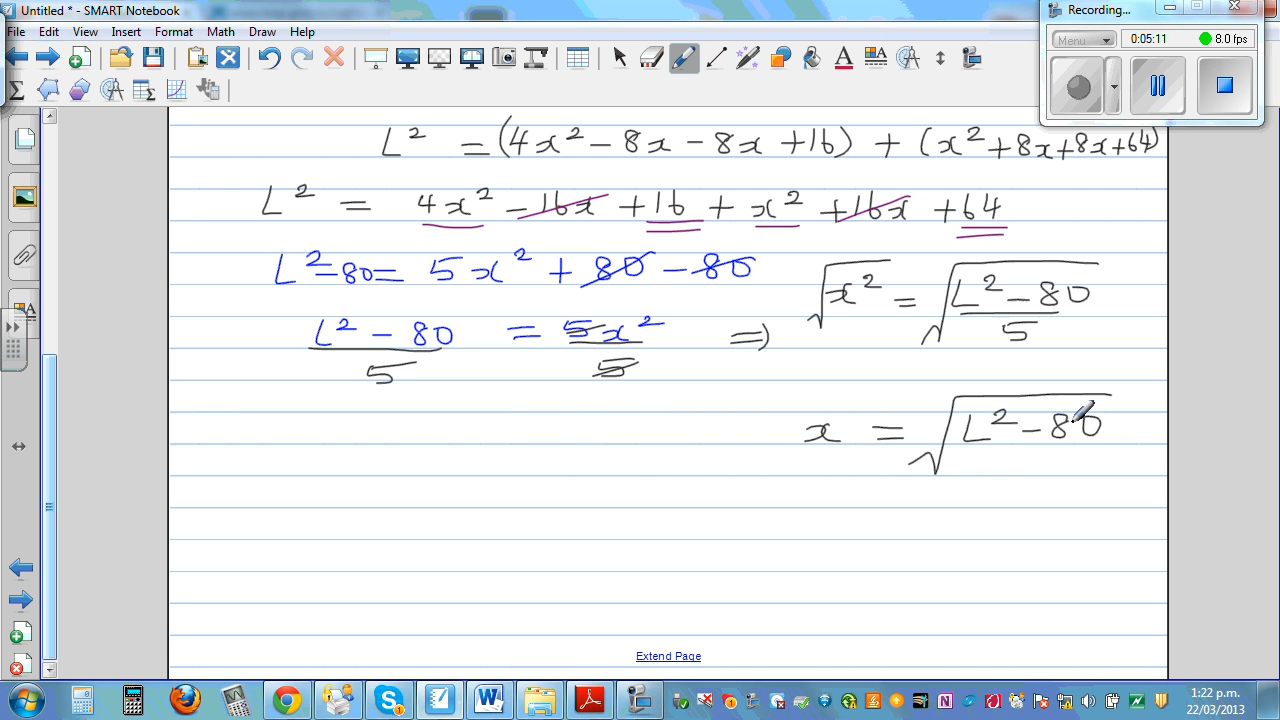 Untitled * - SMART Notebook
Recording...
File Edit View Insert Format Math Draw Help
Menu 0:05:11 8.0 fps
L² = (4x² - 8x - 8x + 16) + (x² + 8x + 8x + 64)
L² = 4x² - 16x + 16 + x² + 16x + 64
L² - 80 = 5x² + 80 - 80
√x² = √(L² - 80)/5
L² - 80 / 5 = 5x² / 5 ⇒
x = √L² - 80
Extend Page
1:22 p.m.
22/03/2013